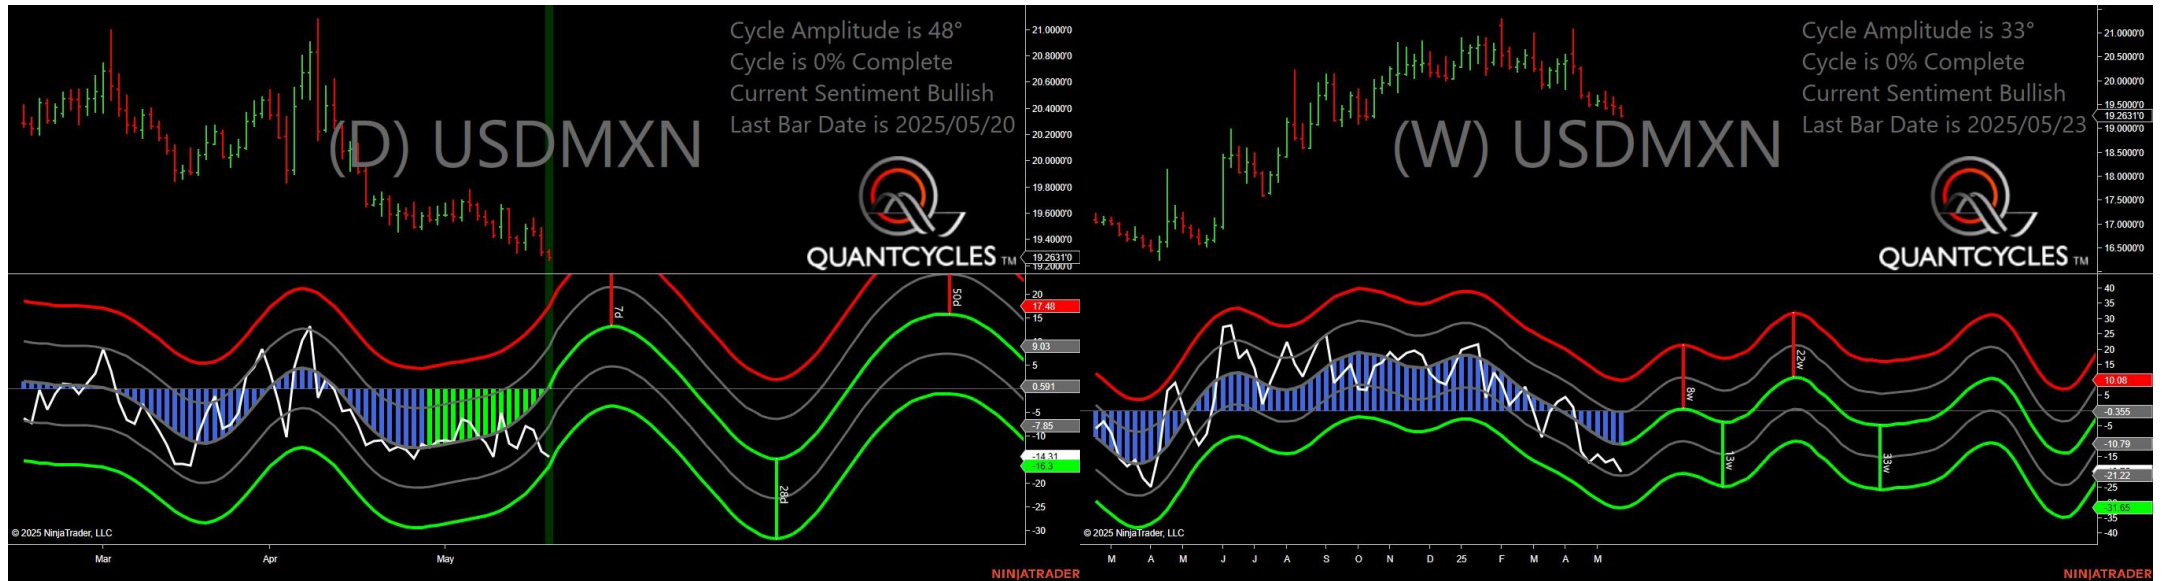 Cycle Amplitude is 48°
Cycle is 0% Complete
Current Sentiment Bullish
Last Bar Date is 2025/05/20
(D) USDMXN
QUANTCYCLES TM
21.0000'0
20.8000'0
20.6000'0
20.4000'0
20.2000'0
20.0000'0
19.8000'0
19.6000'0
19.4000'0
19.2631'0
19.2000'0
7d
28d
50d
20
17.48
15
9.03
5
0.591
-5
-7.85
-10
-14.31
-16.3
-20
-25
-30
© 2025 NinjaTrader, LLC
Mar
Apr
May
NINJATRADER
Cycle Amplitude is 33°
Cycle is 0% Complete
Current Sentiment Bullish
Last Bar Date is 2025/05/23
(W) USDMXN
QUANTCYCLES TM
21.0000'0
20.5000'0
20.0000'0
19.5000'0
19.2631'0
19.0000'0
18.5000'0
18.0000'0
17.5000'0
17.0000'0
16.5000'0
8w
13w
22w
33w
40
35
30
25
20
15
10.08
5
-0.355
-5
-10.79
-15
-21.22
-25
-31.65
-35
-40
© 2025 NinjaTrader, LLC
M A M J J A S O N D 25 F M A M
NINJATRADER